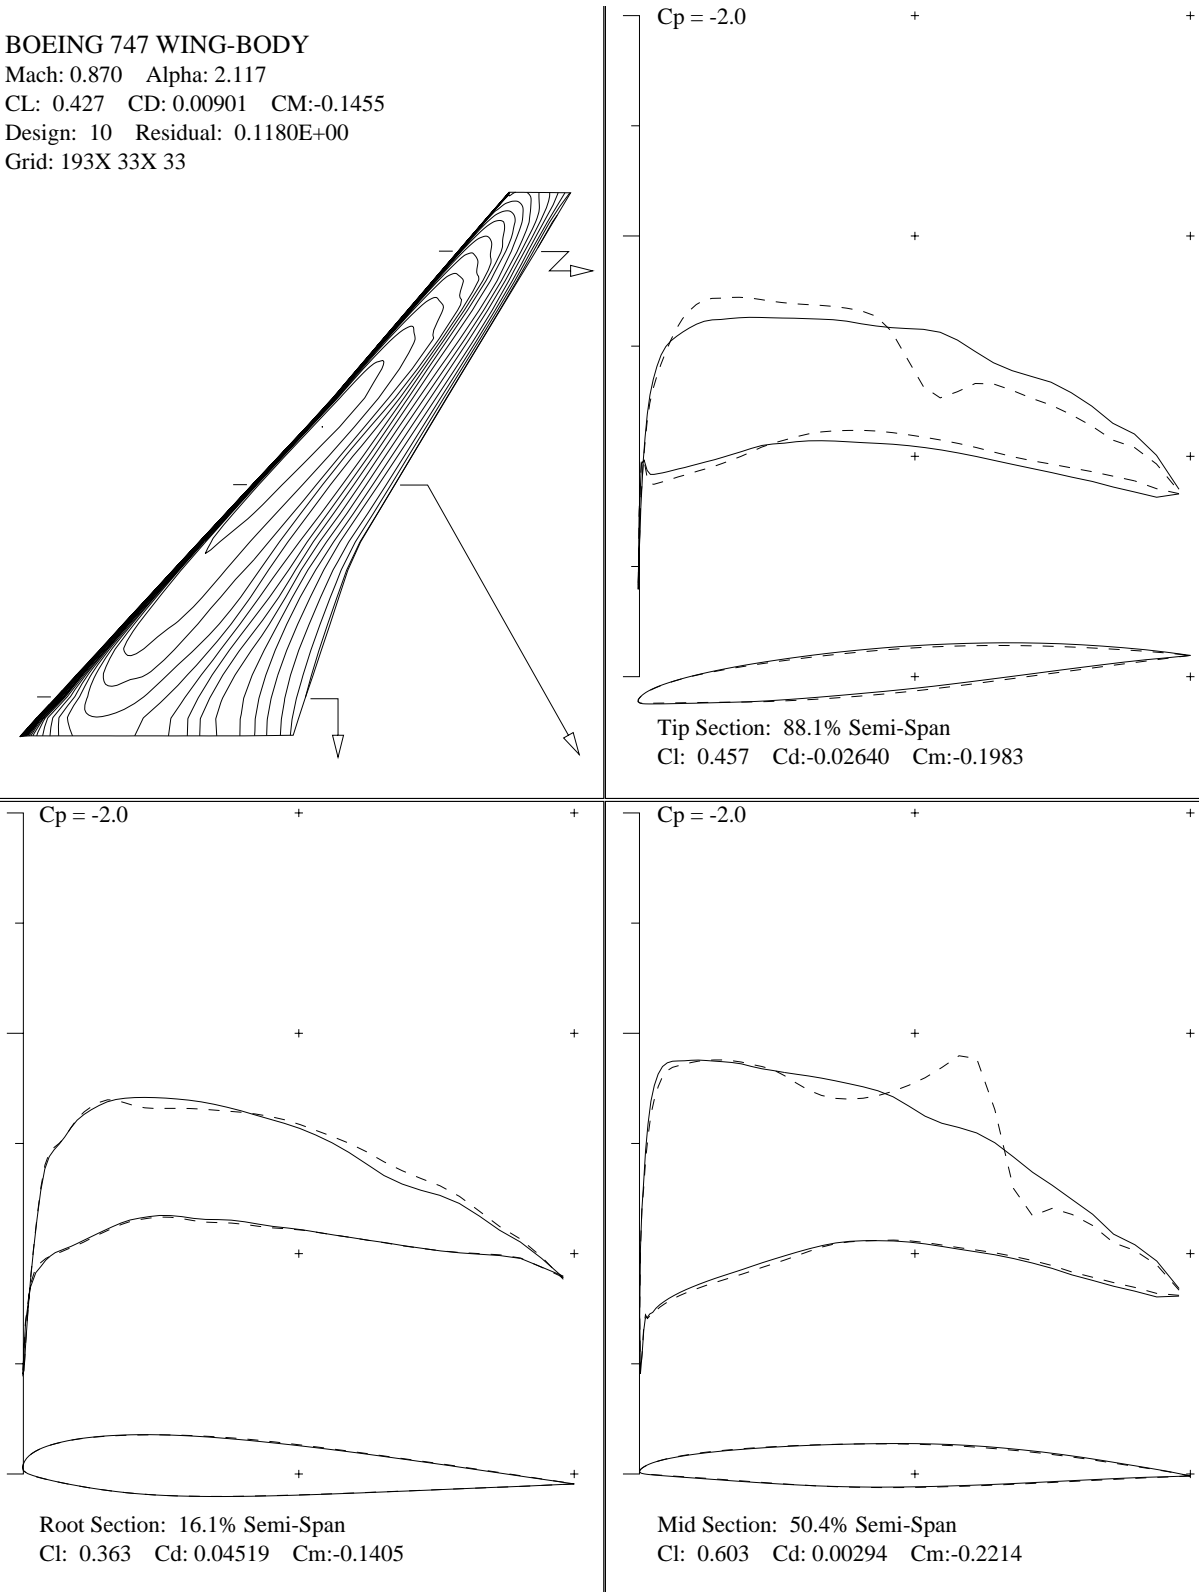 BOEING 747 WING-BODY
Mach: 0.870 Alpha: 2.117
CL: 0.427 CD: 0.00901 CM:-0.1455
Design: 10 Residual: 0.1180E+00
Grid: 193X 33X 33
Cp = -2.0
Tip Section: 88.1% Semi-Span
Cl: 0.457 Cd:-0.02640 Cm:-0.1983
Cp = -2.0
Root Section: 16.1% Semi-Span
Cl: 0.363 Cd: 0.04519 Cm:-0.1405
Cp = -2.0
Mid Section: 50.4% Semi-Span
Cl: 0.603 Cd: 0.00294 Cm:-0.2214